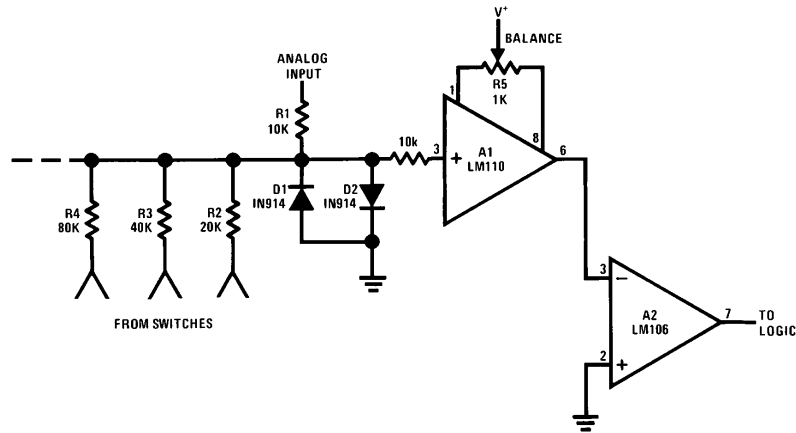 V+
BALANCE
ANALOG
INPUT
R5
1K
1
R1
10K
10k
3
+
A1
LM110
8
6
D1
IN914
D2
IN914
R4
80K
R3
40K
R2
20K
FROM SWITCHES
3
−
A2
LM106
7
TO
LOGIC
2
+